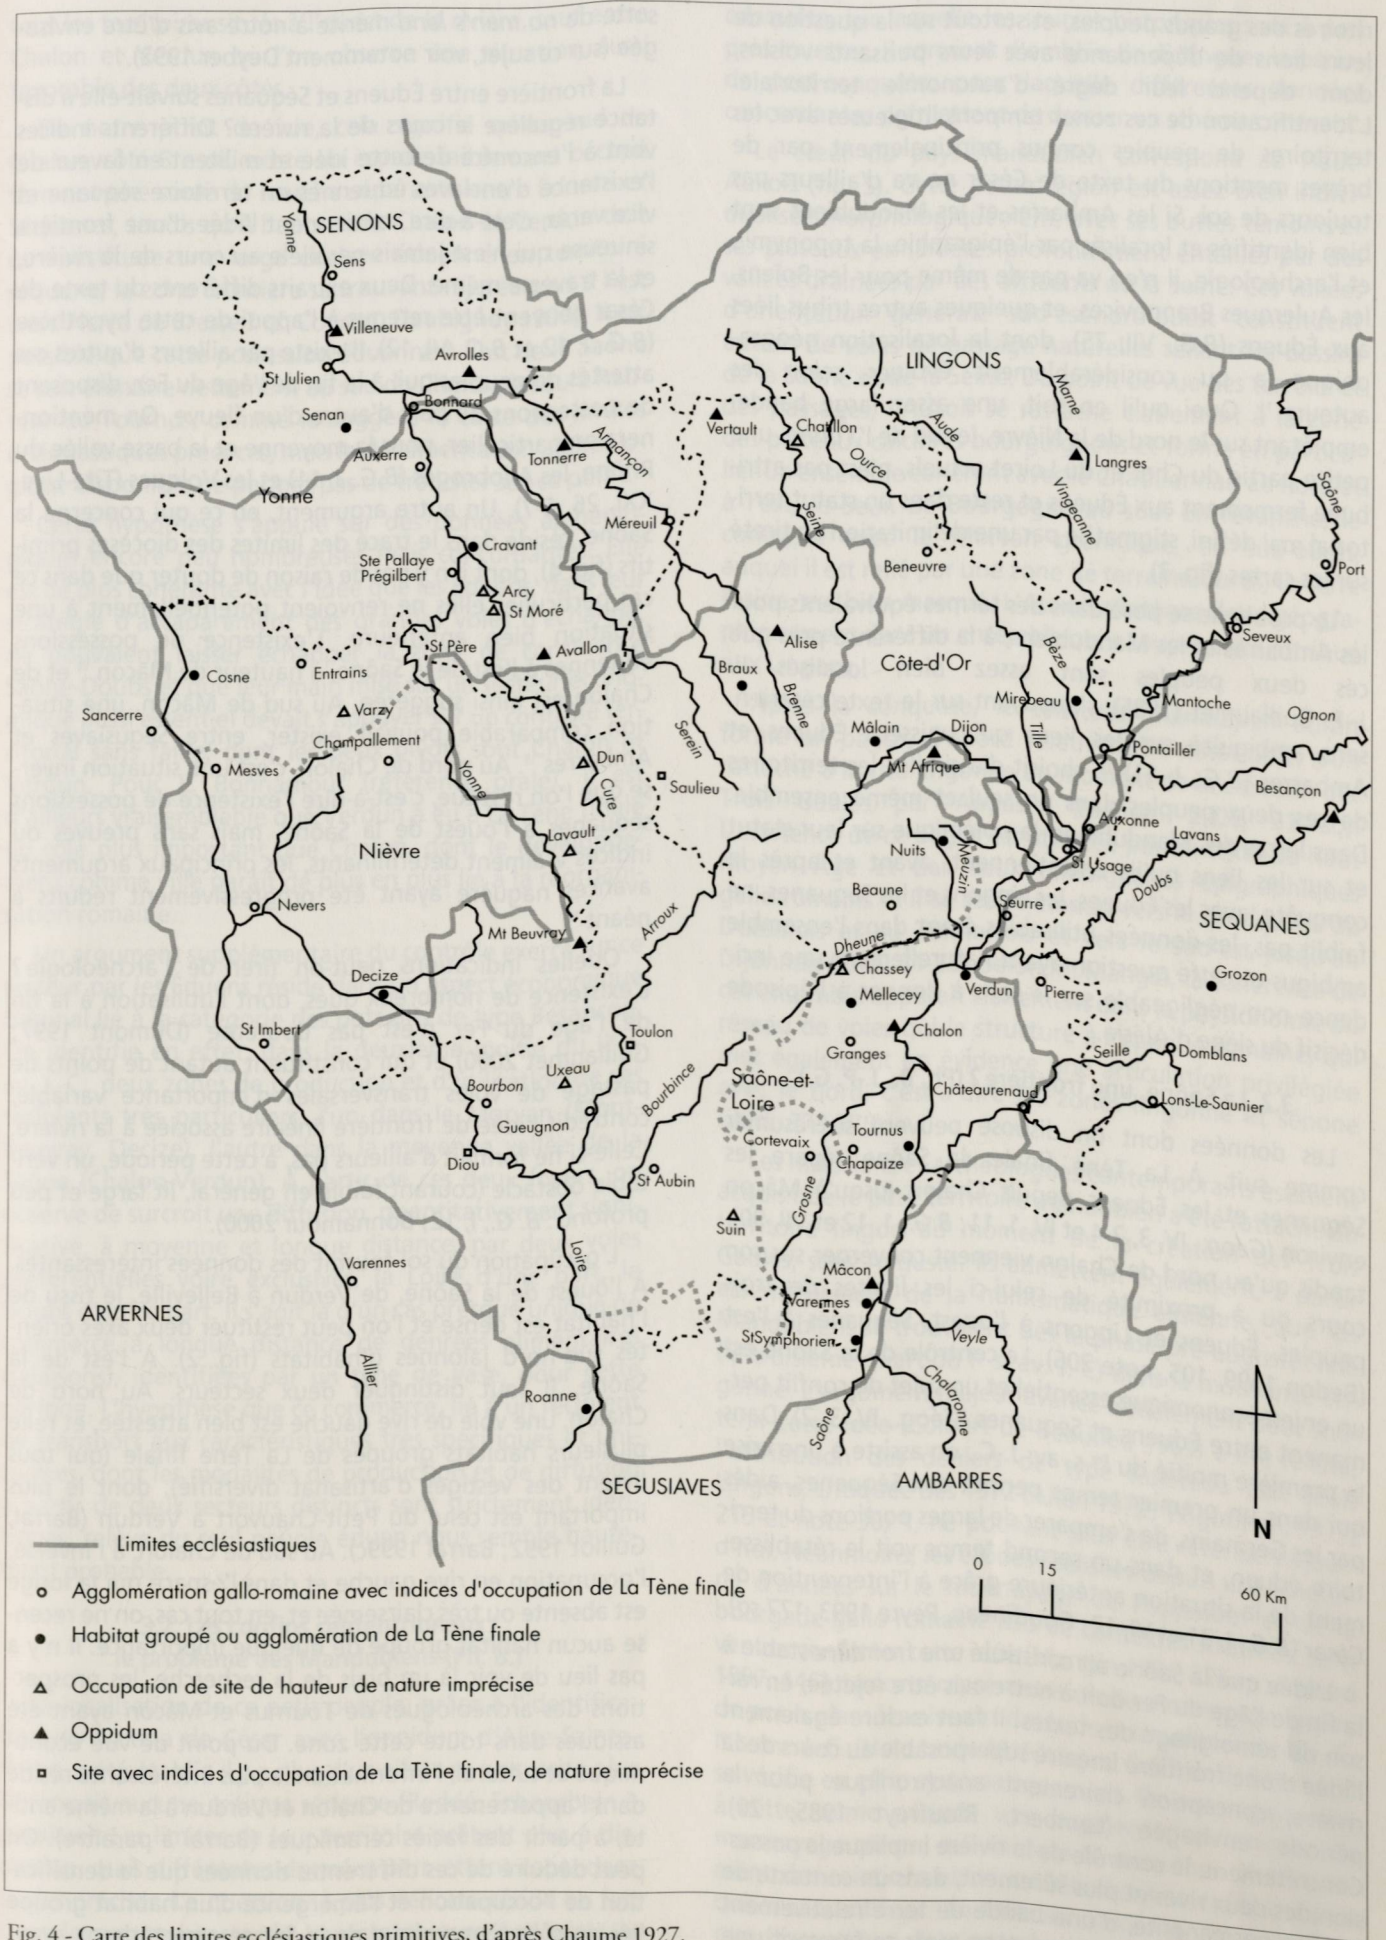 SENONS
Yonne
Sens
Villeneuve
Avrolles
St Julien
Bonnard
Senan
Auxerre
Tonnerre
Armançon
Yonne
Vertault
Chatillon
LINGONS
Marne
Aude
Ource
Langres
Vingeanne
Saône
Seine
Méreuil
Cravant
Ste Pallaye
Prégilbert
Arcy
St Moré
Beneuvre
Port
Seveux
St Père
Avallon
Alise
Côte-d'Or
Bèze
Entrains
Cosne
Braux
Brenne
Mirebeau
Mantoche
Sancerre
Varzy
Ognon
Champallement
Serein
Mâlain
Dijon
Tille
Pontailler
Mesves
Dun
Mt Afrique
Cure
Saulieu
Yonne
Besançon
Auxonne
Lavans
Lavault
Nièvre
Nuits
Meuzin
St Usage
Doubs
Beaune
Seurre
Nevers
Arroux
SEQUANES
Mt Beuvray
Dheune
Chassey
Decize
Grozon
Mellecey
Verdun
Pierre
St Imbert
Toulon
Chalon
Granges
Seille
Domblans
Uxeau
Bourbince
Saône-et-
Loire
Bourbon
Châteaurenaud
Lons-Le-Saunier
Gueugnon
Tournus
Cortevaix
Chapaize
Diou
St Aubin
Grosne
Suin
Loire
Varennes
Mâcon
ARVERNES
Varennes
StSymphorien
Veyle
Allier
Chalaronne
Roanne
Saône
SEGUSIAVES
AMBARRES
N
0 15 60 Km
Limites ecclésiastiques
Agglomération gallo-romaine avec indices d'occupation de La Tène finale
Habitat groupé ou agglomération de La Tène finale
Occupation de site de hauteur de nature imprécise
Oppidum
Site avec indices d'occupation de La Tène finale, de nature imprécise
Fig. 4 - Carte des limites ecclésiastiques primitives, d'après Chaume 1927.